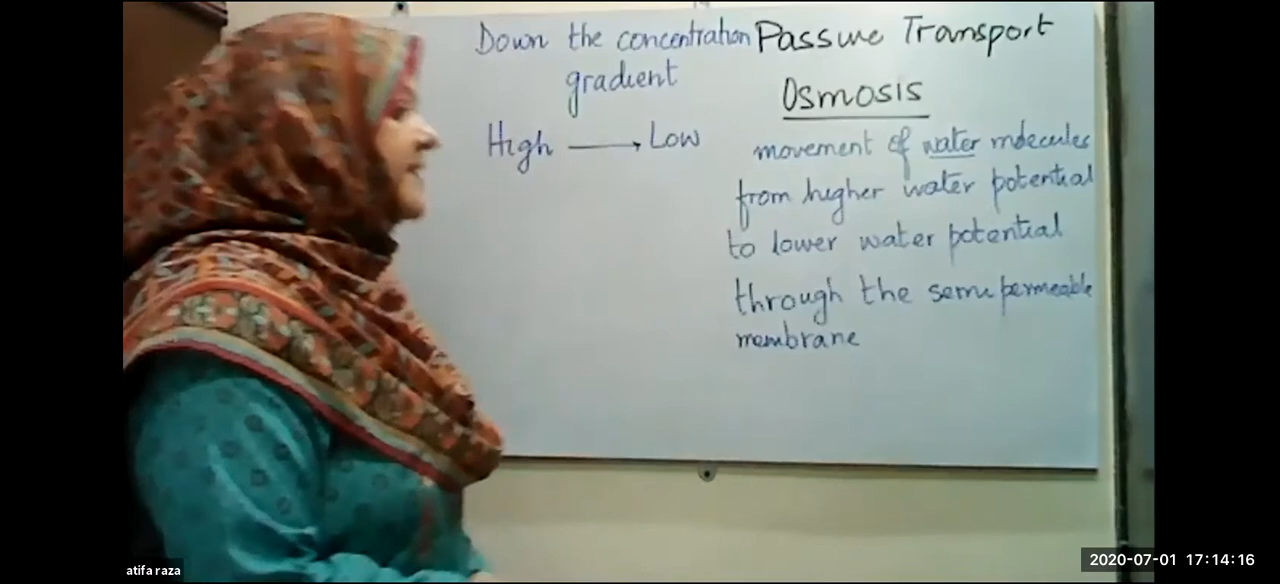 Down the concentration
gradient
High → Low
Passive Transport
Osmosis
movement of water molecules
from higher water potential
to lower water potential
through the semi permeable
membrane
atifa raza
2020-07-01 17:14:16